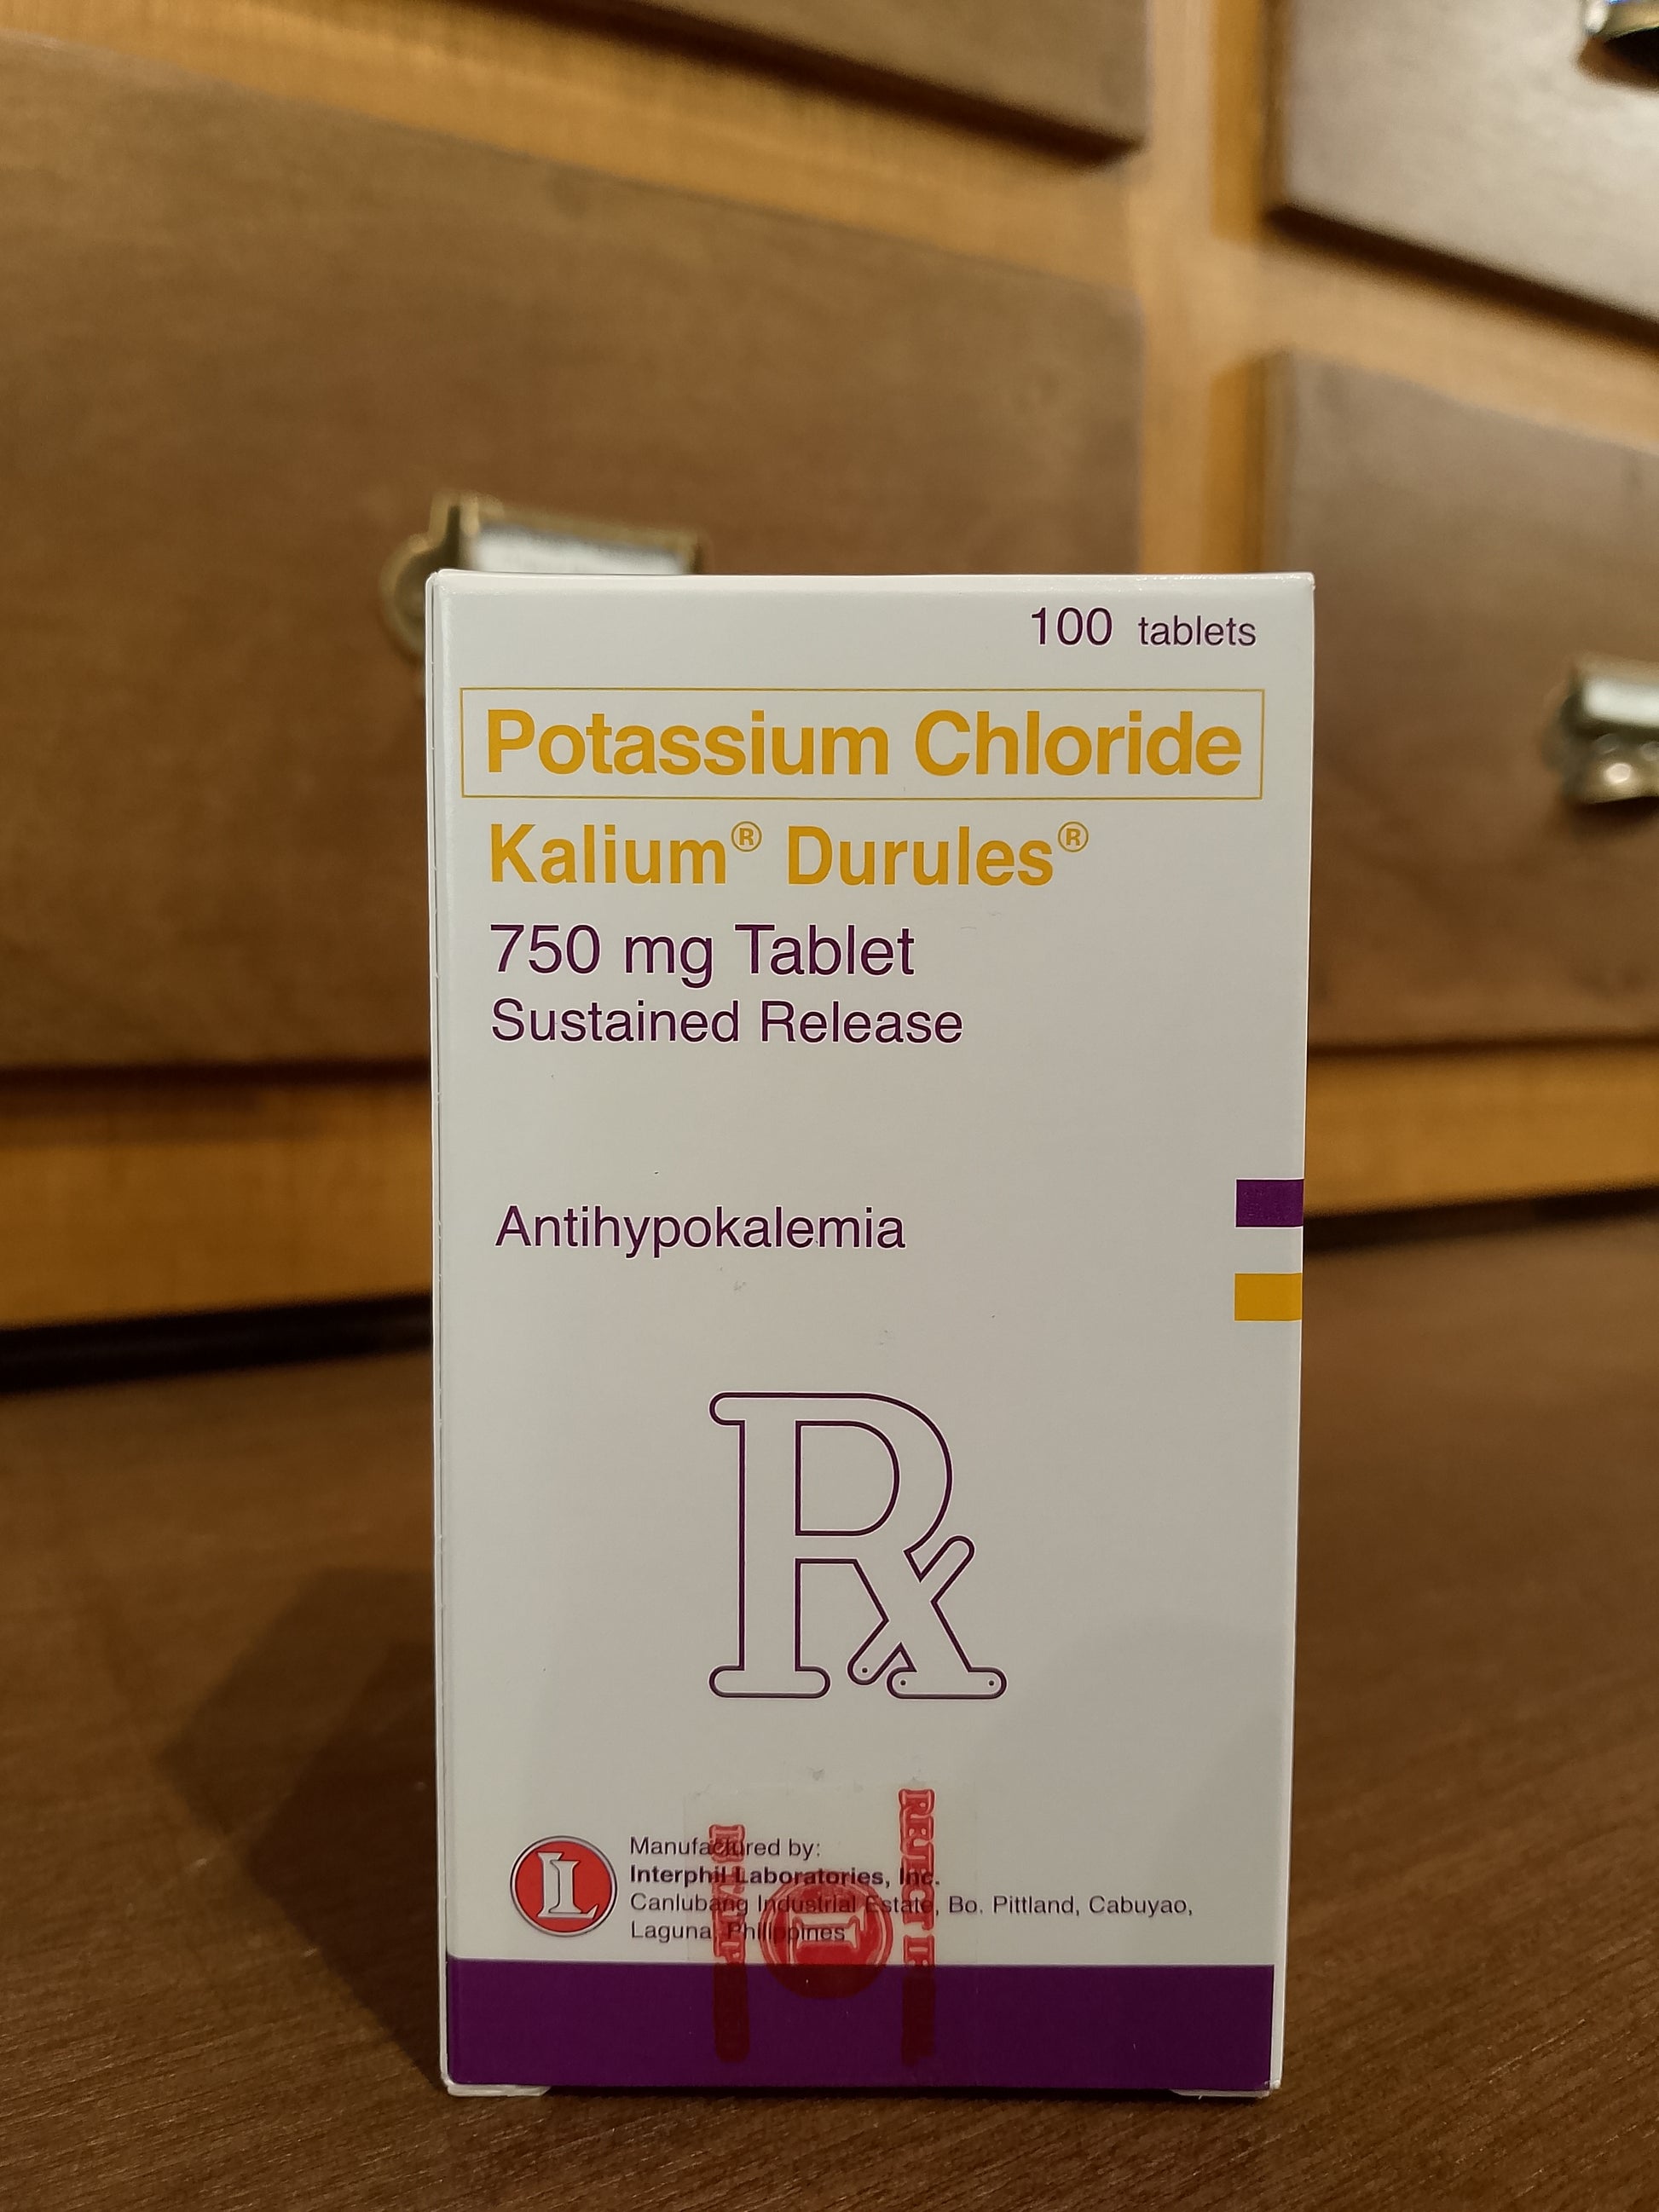 100 tablets
Potassium Chloride
Kalium® Durules®
750 mg Tablet
Sustained Release
Antihypokalemia
Rx
Manufactured by:
Interphil Laboratories, Inc.
Canlubang Industrial Estate, Bo. Pittland, Cabuyao,
Laguna, Philippines